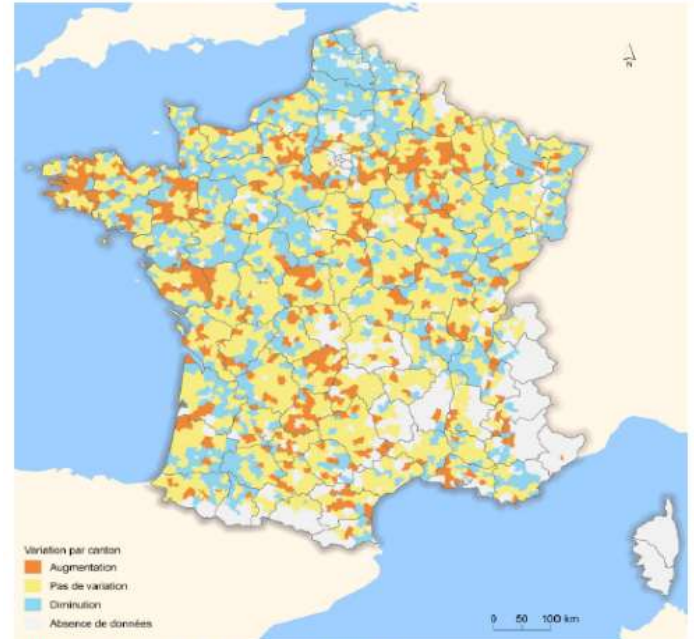 N
Variation par canton
Augmentation
Pas de variation
Diminution
Absence de données
0 50 100 km